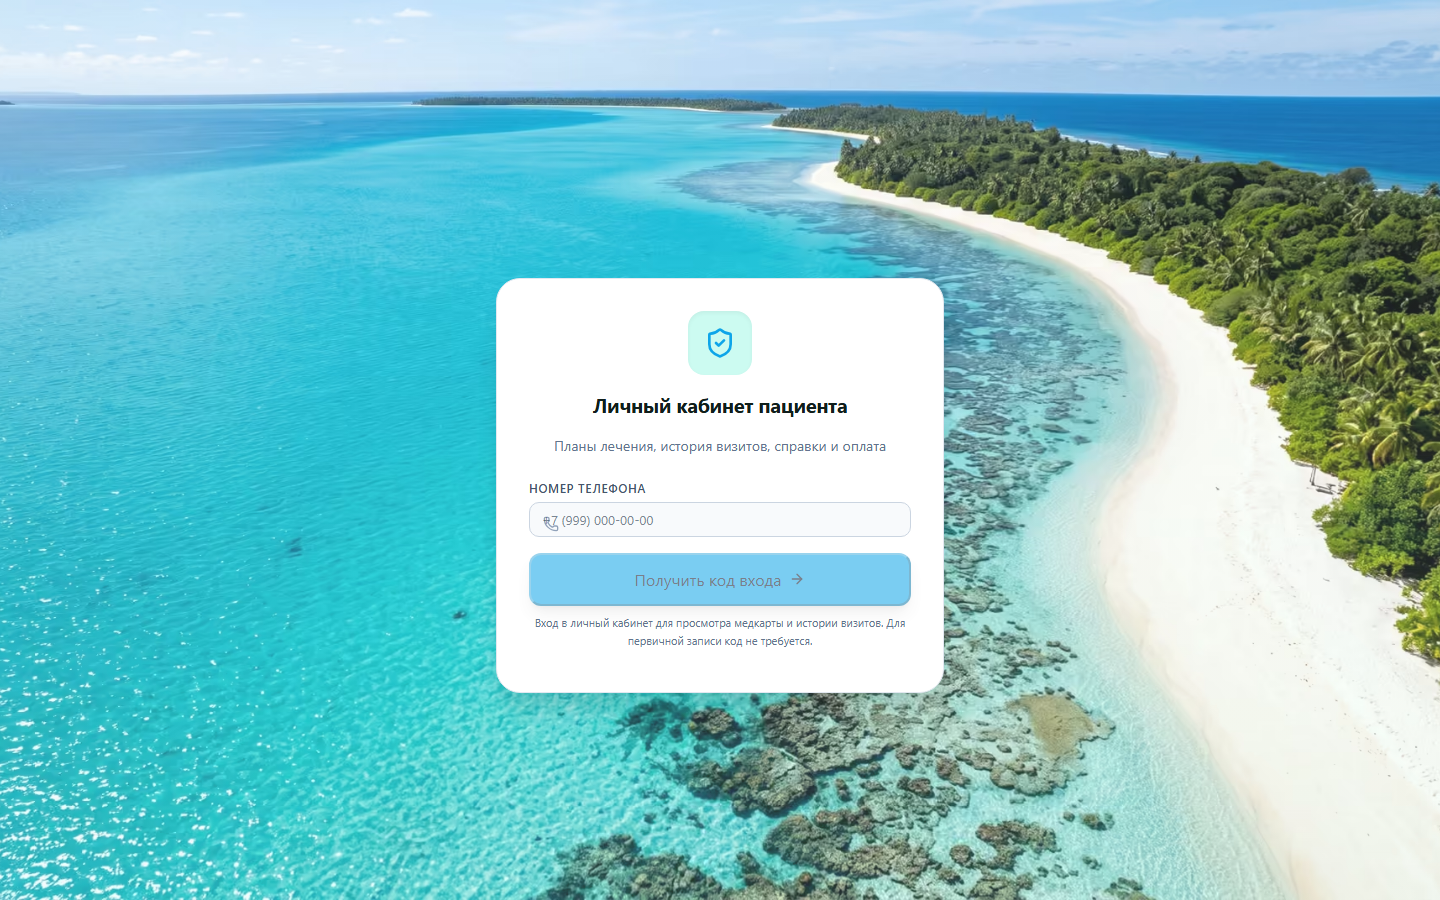 Личный кабинет пациента
Планы лечения, история визитов, справки и оплата
НОМЕР ТЕЛЕФОНА
+7 (999) 000-00-00
Получить код входа →
Вход в личный кабинет для просмотра медкарты и истории визитов. Для
первичной записи код не требуется.